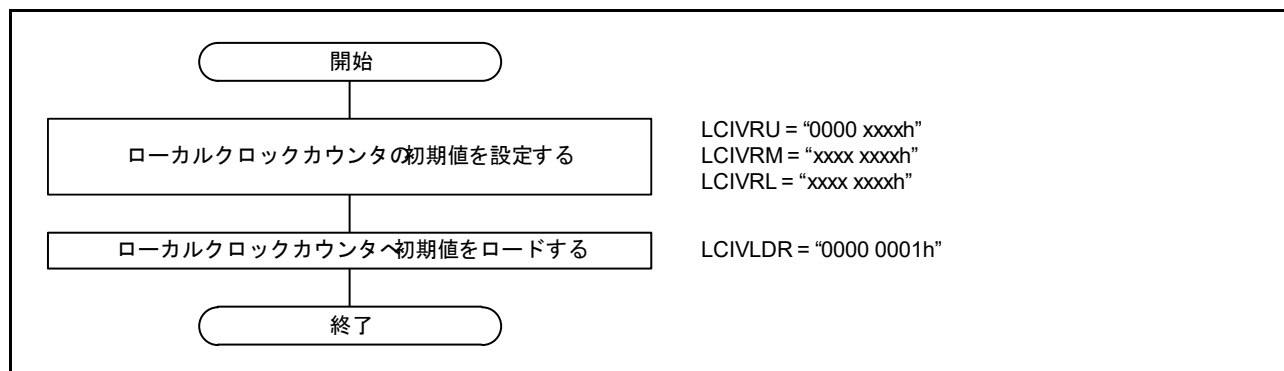 開始
ローカルクロックカウンタの初期値を設定する
LCIVRU = “0000 xxxxh”
LCIVRM = “xxxx xxxxh”
LCIVRL = “xxxx xxxxh”
ローカルクロックカウンタへ初期値をロードする
LCIVLDR = “0000 0001h”
終了